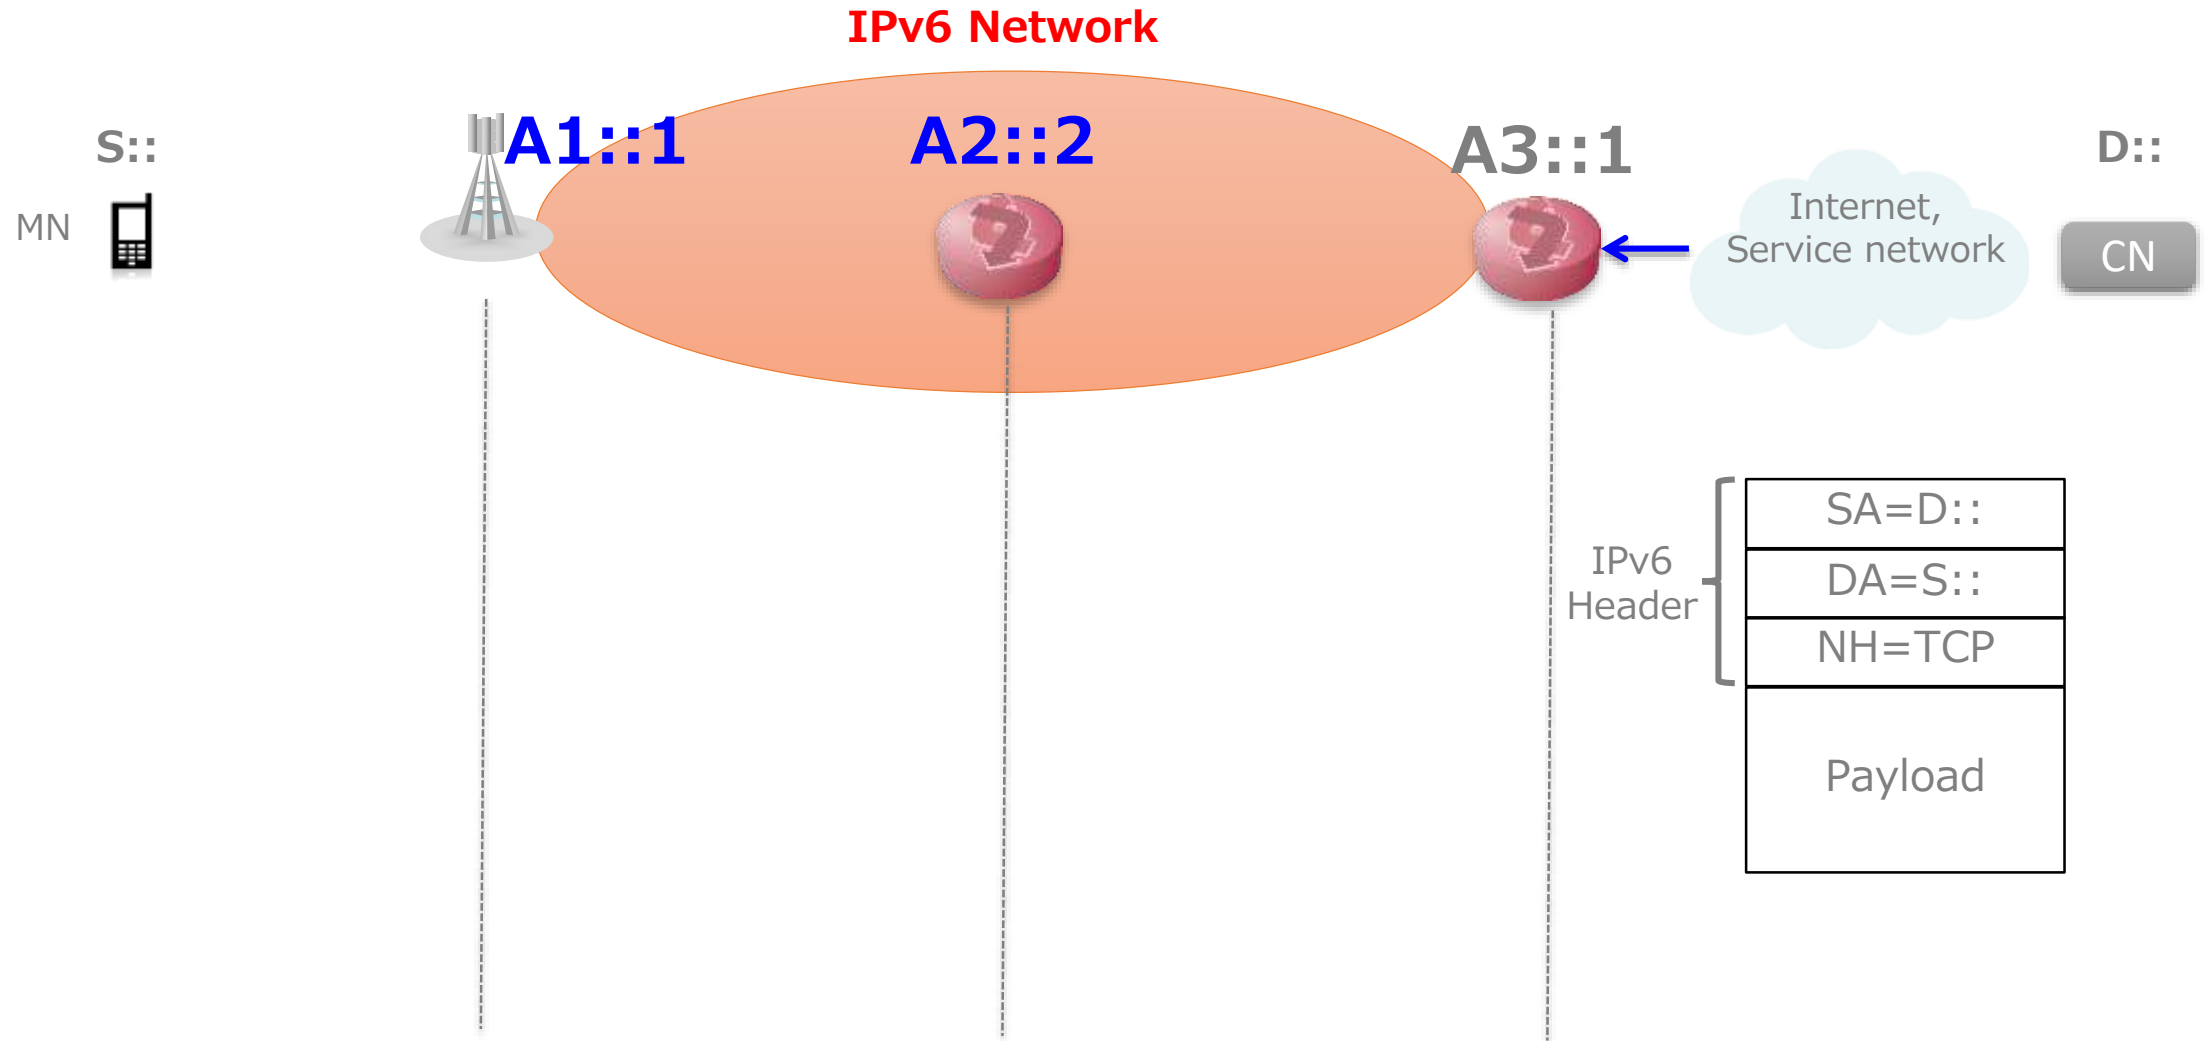 IPv6 Network
S::
A1::1
A2::2
A3::1
D::
MN
Internet,
Service network
CN
SA=D::
IPv6
Header
DA=S::
NH=TCP
Payload